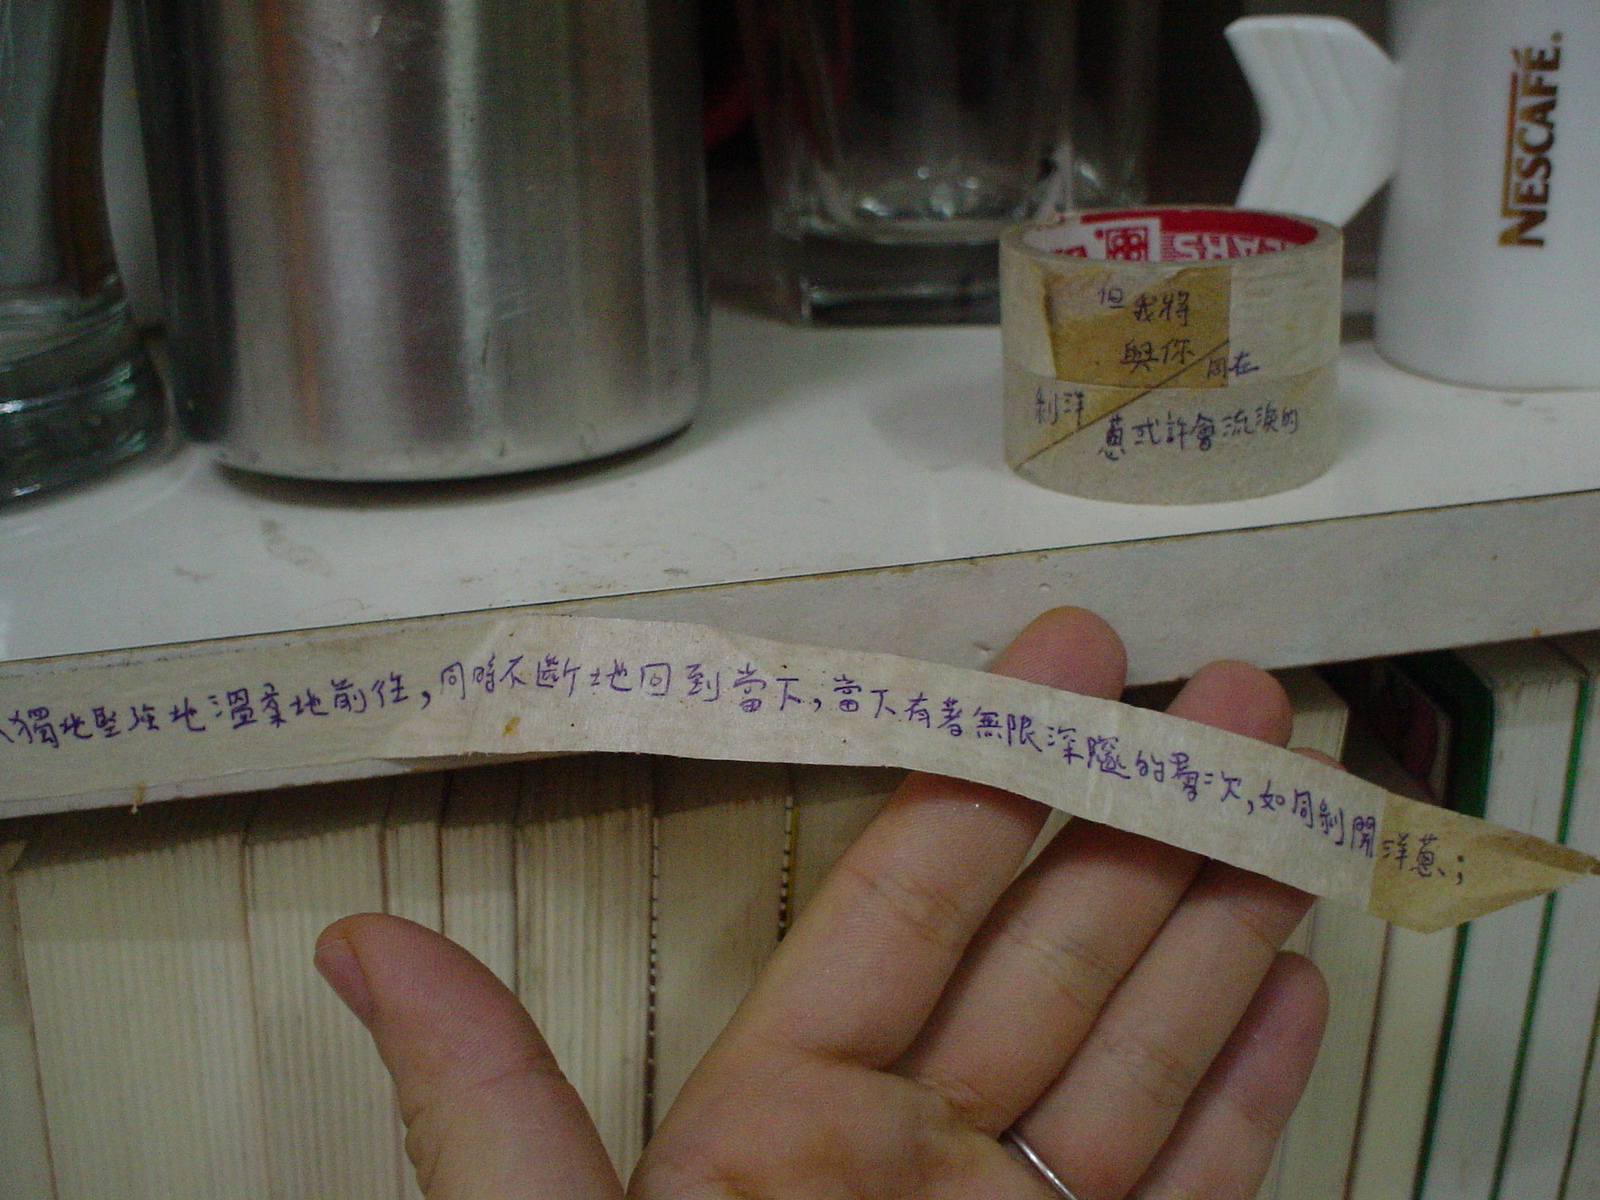 NESCAFÉ.
但我將
與你 同在
剝洋
蔥或許會流淚的
獨地堅強地溫柔地前往,同時不斷地回到當下,當下有著無限深邃的層次,如同剝開洋蔥;